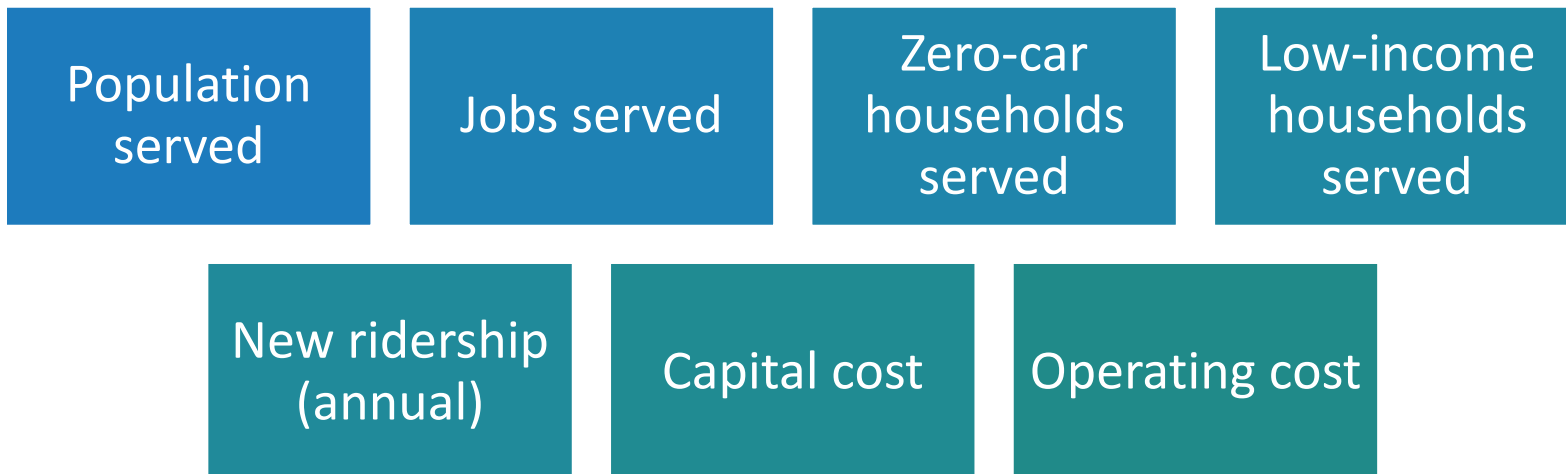 Population
served
Jobs served
Zero-car
households
served
Low-income
households
served
New ridership
(annual)
Capital cost
Operating cost